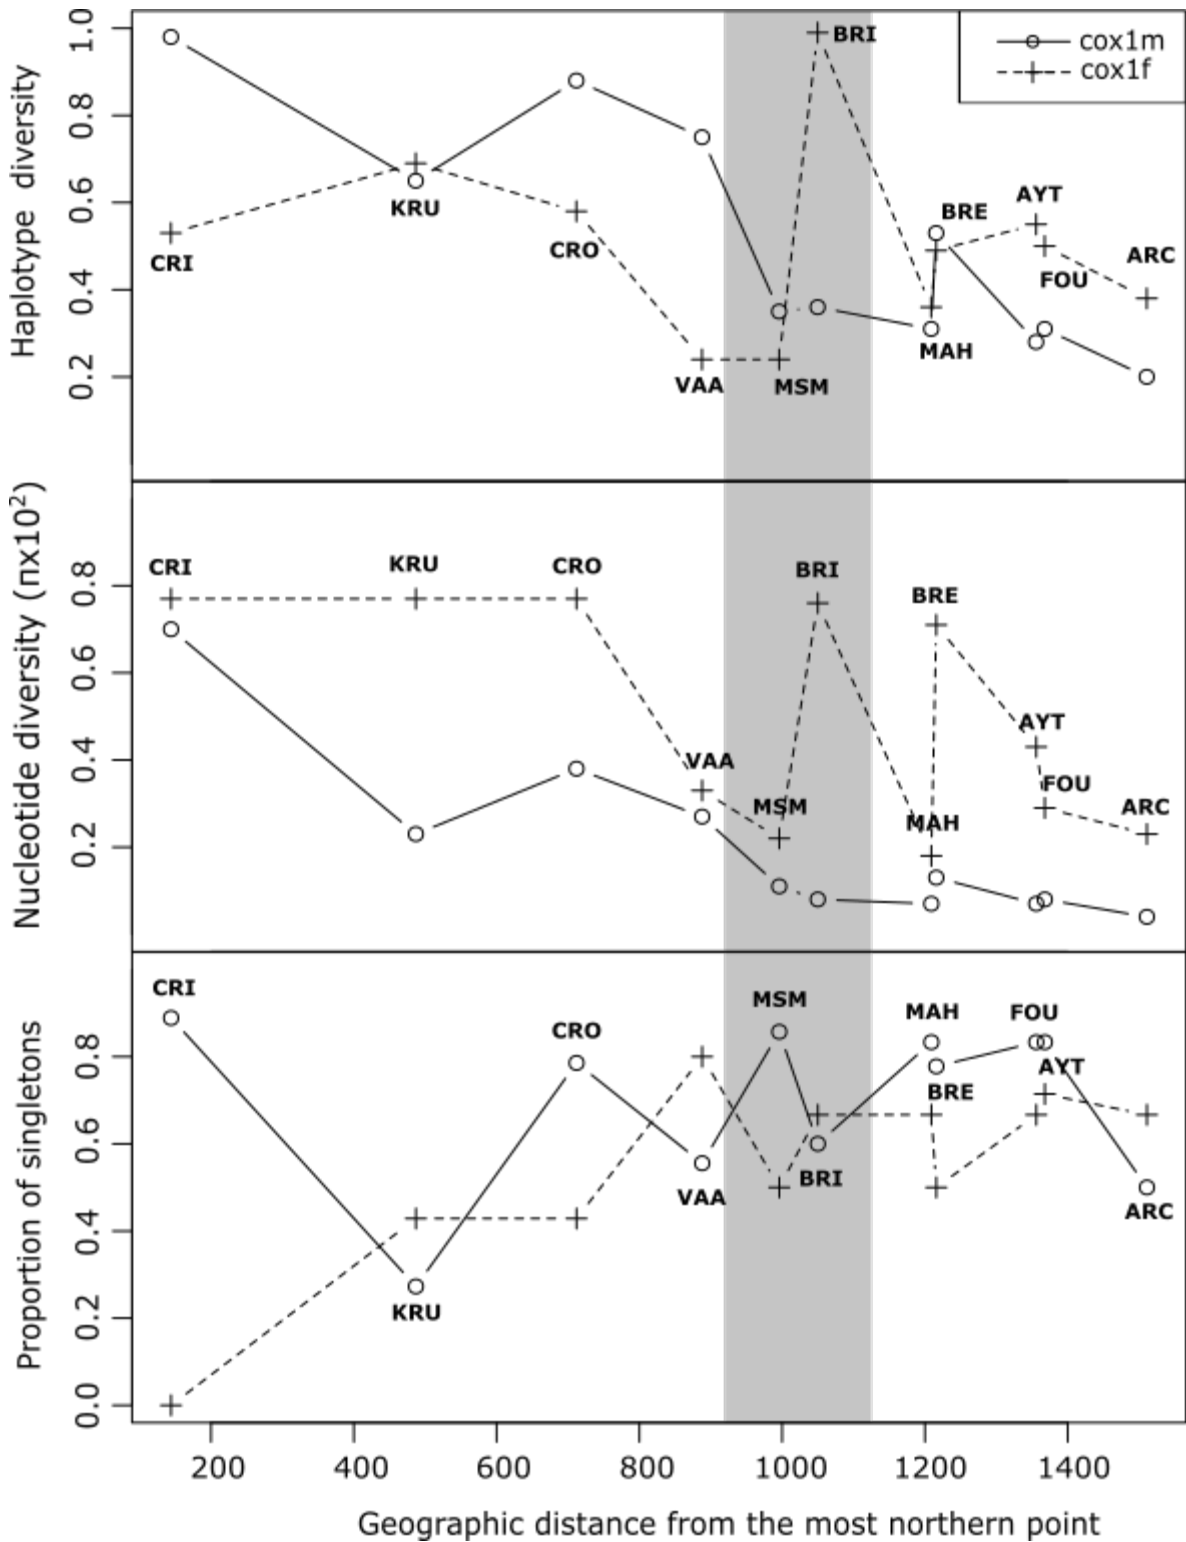 cox1m
cox1f
Haplotype diversity
1.0
0.8
0.6
0.4
0.2
BRI
KRU
CRI
CRO
VAA
MSM
MAH
BRE
AYT
FOU
ARC
Nucleotide diversity (πx10²)
0.8
0.6
0.4
0.2
CRI
KRU
CRO
VAA
MSM
BRI
MAH
BRE
AYT
FOU
ARC
Proportion of singletons
0.8
0.6
0.4
0.2
0.0
CRI
KRU
CRO
VAA
MSM
BRI
MAH
BRE
FOU
AYT
ARC
200 400 600 800 1000 1200 1400
Geographic distance from the most northern point